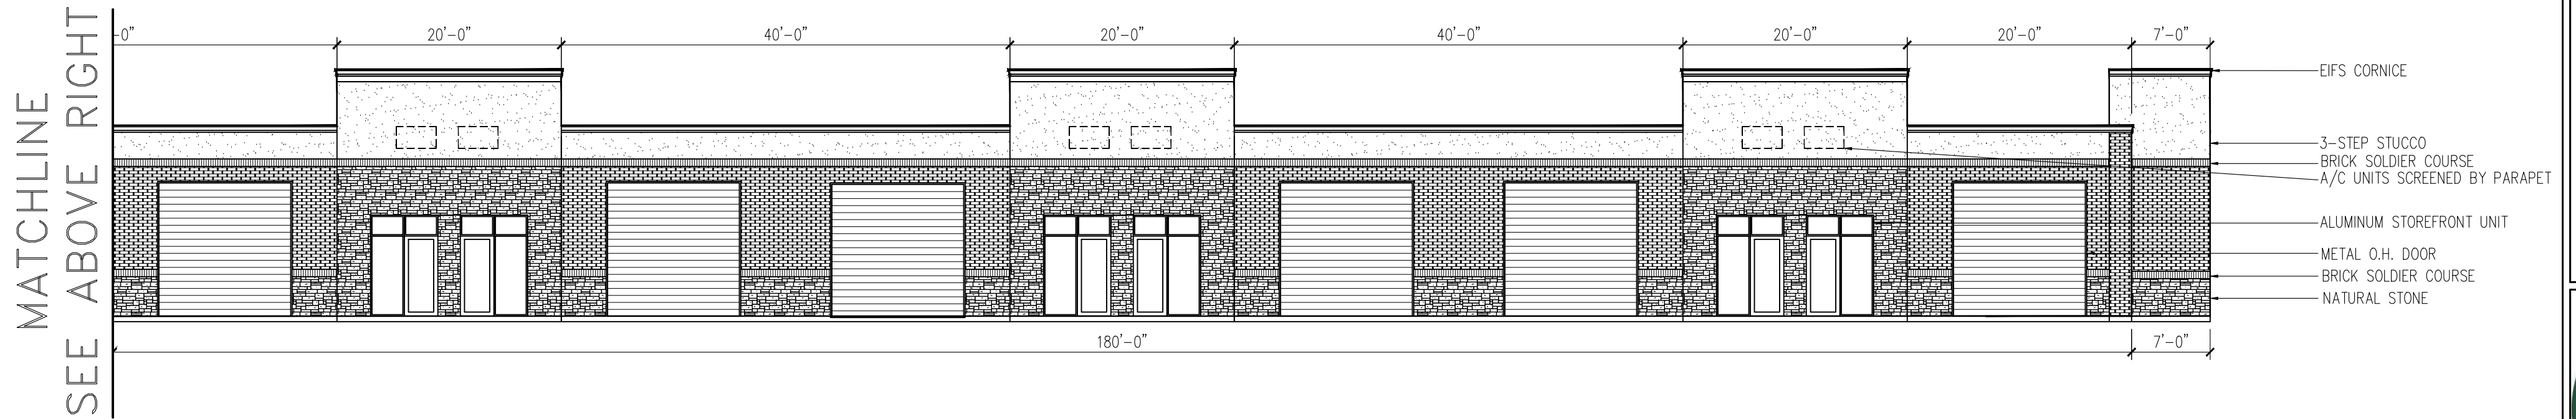 MATCHLINE
SEE ABOVE RIGHT
-0" 20'-0" 40'-0" 20'-0" 40'-0" 20'-0" 20'-0" 7'-0"
EIFS CORNICE
3-STEP STUCCO
BRICK SOLDIER COURSE
A/C UNITS SCREENED BY PARAPET
ALUMINUM STOREFRONT UNIT
METAL O.H. DOOR
BRICK SOLDIER COURSE
NATURAL STONE
180'-0" 7'-0"